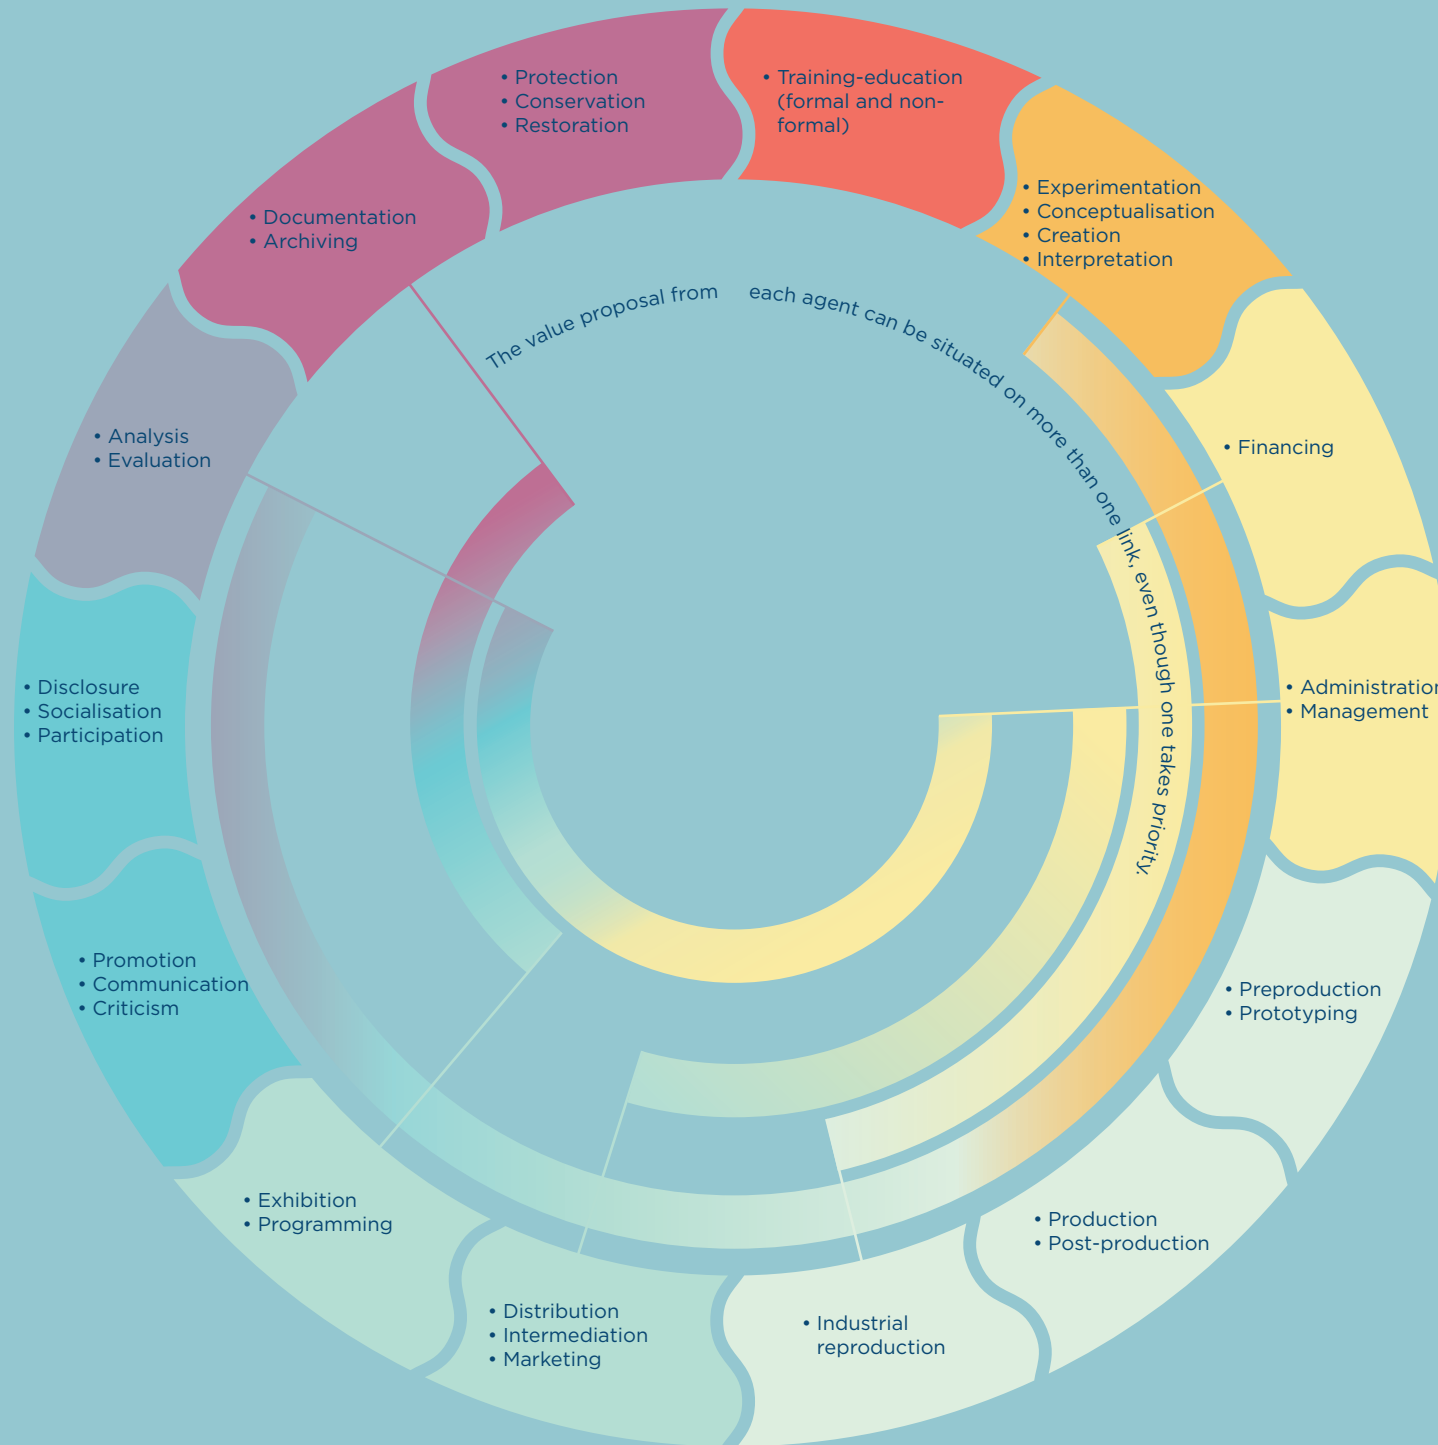 • Protection
• Conservation
• Restoration
• Training-education
(formal and non-
formal)
• Experimentation
• Conceptualisation
• Creation
• Interpretation
• Financing
• Administration
• Management
• Preproduction
• Prototyping
• Production
• Post-production
• Industrial
reproduction
• Distribution
• Intermediation
• Marketing
• Exhibition
• Programming
• Promotion
• Communication
• Criticism
• Disclosure
• Socialisation
• Participation
• Analysis
• Evaluation
• Documentation
• Archiving
The value proposal from each agent can be situated on more than one link, even though one takes priority.